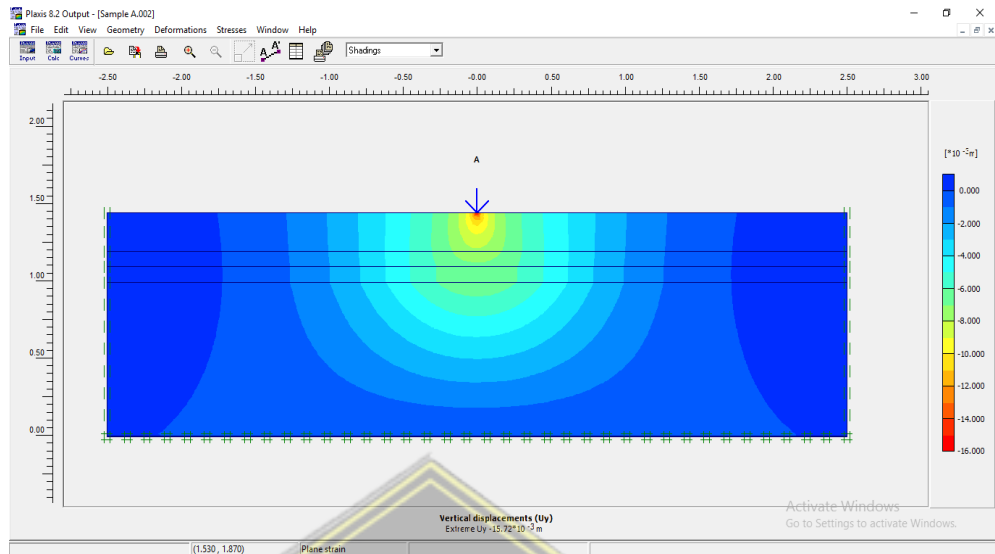 Plaxis 8.2 Output - [Sample A.002]
File Edit View Geometry Deformations Stresses Window Help
Input Calc Curves Shadings
-2.50 -2.00 -1.50 -1.00 -0.50 -0.00 0.50 1.00 1.50 2.00 2.50 3.00
2.00
1.50
1.00
0.50
0.00
A
[*10⁻³m]
0.000
-2.000
-4.000
-6.000
-8.000
-10.000
-12.000
-14.000
-16.000
Vertical displacements (Uy)
Extreme Uy -15.72*10⁻³ m
Activate Windows
Go to Settings to activate Windows.
(1.530 , 1.870) Plane strain